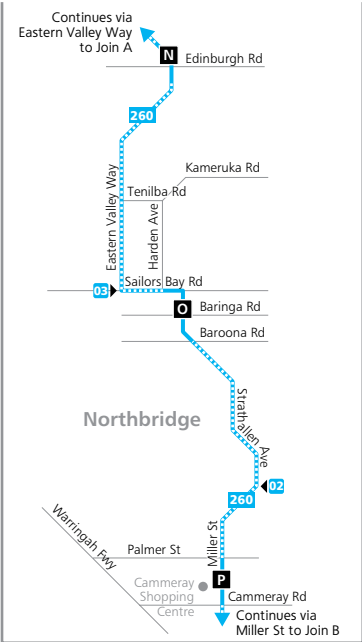 Continues via
Eastern Valley Way
to Join A
N
Edinburgh Rd
260
Kameruka Rd
Tenilba Rd
Eastern Valley Way
Harden Ave
Sailors Bay Rd
03
O
Baringa Rd
Baroona Rd
Northbridge
Strathallen Ave
02
260
Miller St
Warringah Fwy
Palmer St
P
Cammeray
Shopping
Centre
Cammeray Rd
Continues via
Miller St to Join B